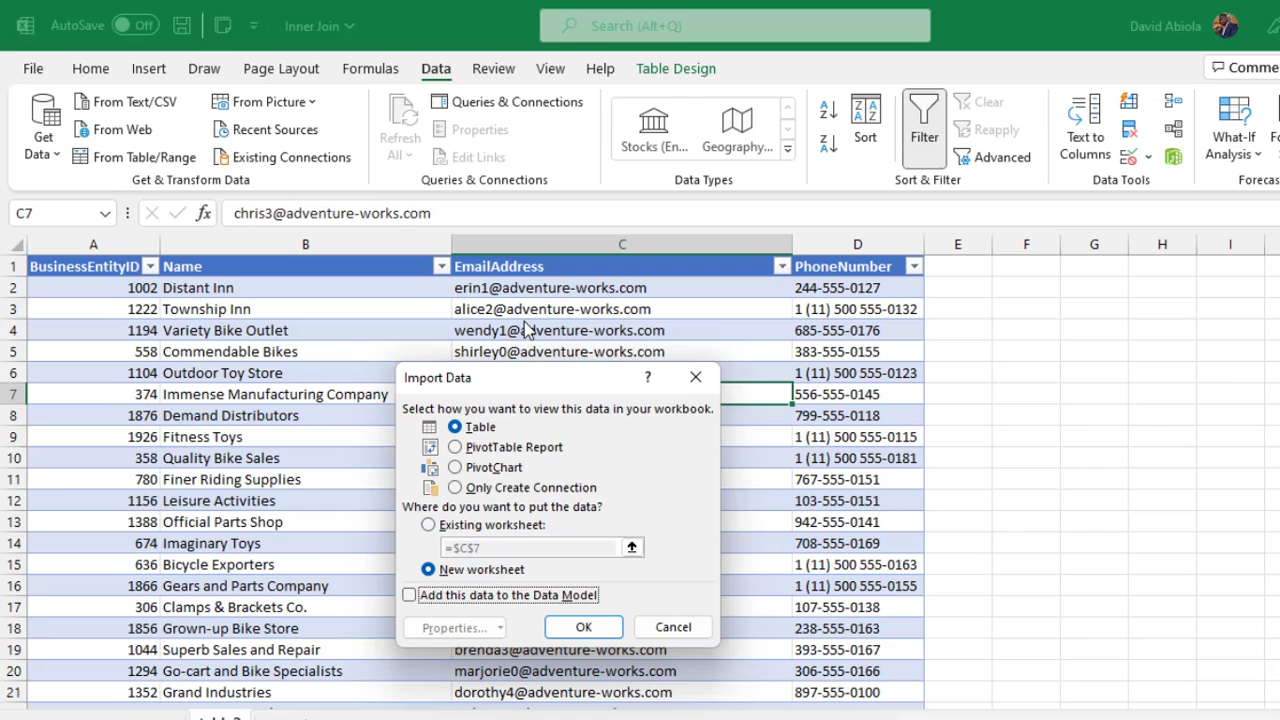 AutoSave Off Inner Join Search (Alt+Q) David Abiola
File Home Insert Draw Page Layout Formulas Data Review View Help Table Design
Get Data
From Text/CSV
From Web
From Table/Range
From Picture
Recent Sources
Existing Connections
Get & Transform Data
Refresh All
Queries & Connections
Properties
Edit Links
Queries & Connections
Stocks (En... Geography...
Data Types
Sort
Filter
Clear
Reapply
Advanced
Sort & Filter
Text to Columns
Data Tools
What-If Analysis
C7 fx chris3@adventure-works.com
A B C D E F G H I
1 BusinessEntityID Name EmailAddress PhoneNumber
2 1002 Distant Inn erin1@adventure-works.com 244-555-0127
3 1222 Township Inn alice2@adventure-works.com 1 (11) 500 555-0132
4 1194 Variety Bike Outlet wendy1@adventure-works.com 685-555-0176
5 558 Commendable Bikes shirley0@adventure-works.com 383-555-0155
6 1104 Outdoor Toy Store 1 (11) 500 555-0123
7 374 Immense Manufacturing Company 556-555-0145
8 1876 Demand Distributors 799-555-0118
9 1926 Fitness Toys 1 (11) 500 555-0115
10 358 Quality Bike Sales 1 (11) 500 555-0181
11 780 Finer Riding Supplies 767-555-0151
12 1156 Leisure Activities 103-555-0151
13 1388 Official Parts Shop 942-555-0141
14 674 Imaginary Toys 708-555-0169
15 636 Bicycle Exporters 1 (11) 500 555-0163
16 1866 Gears and Parts Company 1 (11) 500 555-0155
17 306 Clamps & Brackets Co. 107-555-0138
18 1856 Grown-up Bike Store 238-555-0163
19 1044 Superb Sales and Repair brenda3@adventure-works.com 393-555-0167
20 1294 Go-cart and Bike Specialists marjorie0@adventure-works.com 306-555-0166
21 1352 Grand Industries dorothy4@adventure-works.com 897-555-0100
Import Data ?
Select how you want to view this data in your workbook.
Table
PivotTable Report
PivotChart
Only Create Connection
Where do you want to put the data?
Existing worksheet:
=$C$7
New worksheet
Add this data to the Data Model
Properties... OK Cancel